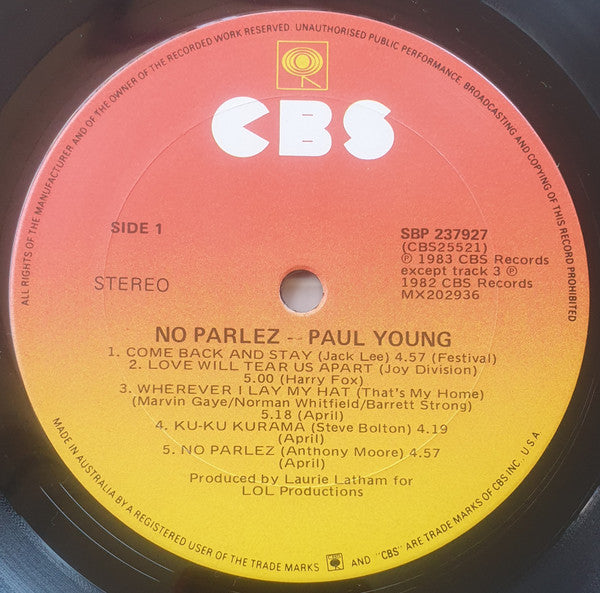 ALL RIGHTS OF THE MANUFACTURER AND OF THE OWNER OF THE RECORDED WORK RESERVED. UNAUTHORISED PUBLIC PERFORMANCE, BROADCASTING AND COPYING OF THIS RECORD PROHIBITED
CBS
SIDE 1
STEREO
SBP 237927
(CBS25521)
℗ 1983 CBS Records
except track 3 ℗
1982 CBS Records
MX202936
NO PARLEZ -- PAUL YOUNG
1. COME BACK AND STAY (Jack Lee) 4.57 (Festival)
2. LOVE WILL TEAR US APART (Joy Division)
5.00 (Harry Fox)
3. WHEREVER I LAY MY HAT (That's My Home)
(Marvin Gaye/Norman Whitfield/Barrett Strong)
5.18 (April)
4. KU-KU KURAMA (Steve Bolton) 4.19
(April)
5. NO PARLEZ (Anthony Moore) 4.57
(April)
Produced by Laurie Latham for
LOL Productions
MADE IN AUSTRALIA BY A REGISTERED USER OF THE TRADE MARKS CBS AND "CBS" ARE TRADE MARKS OF CBS INC. U.S.A.